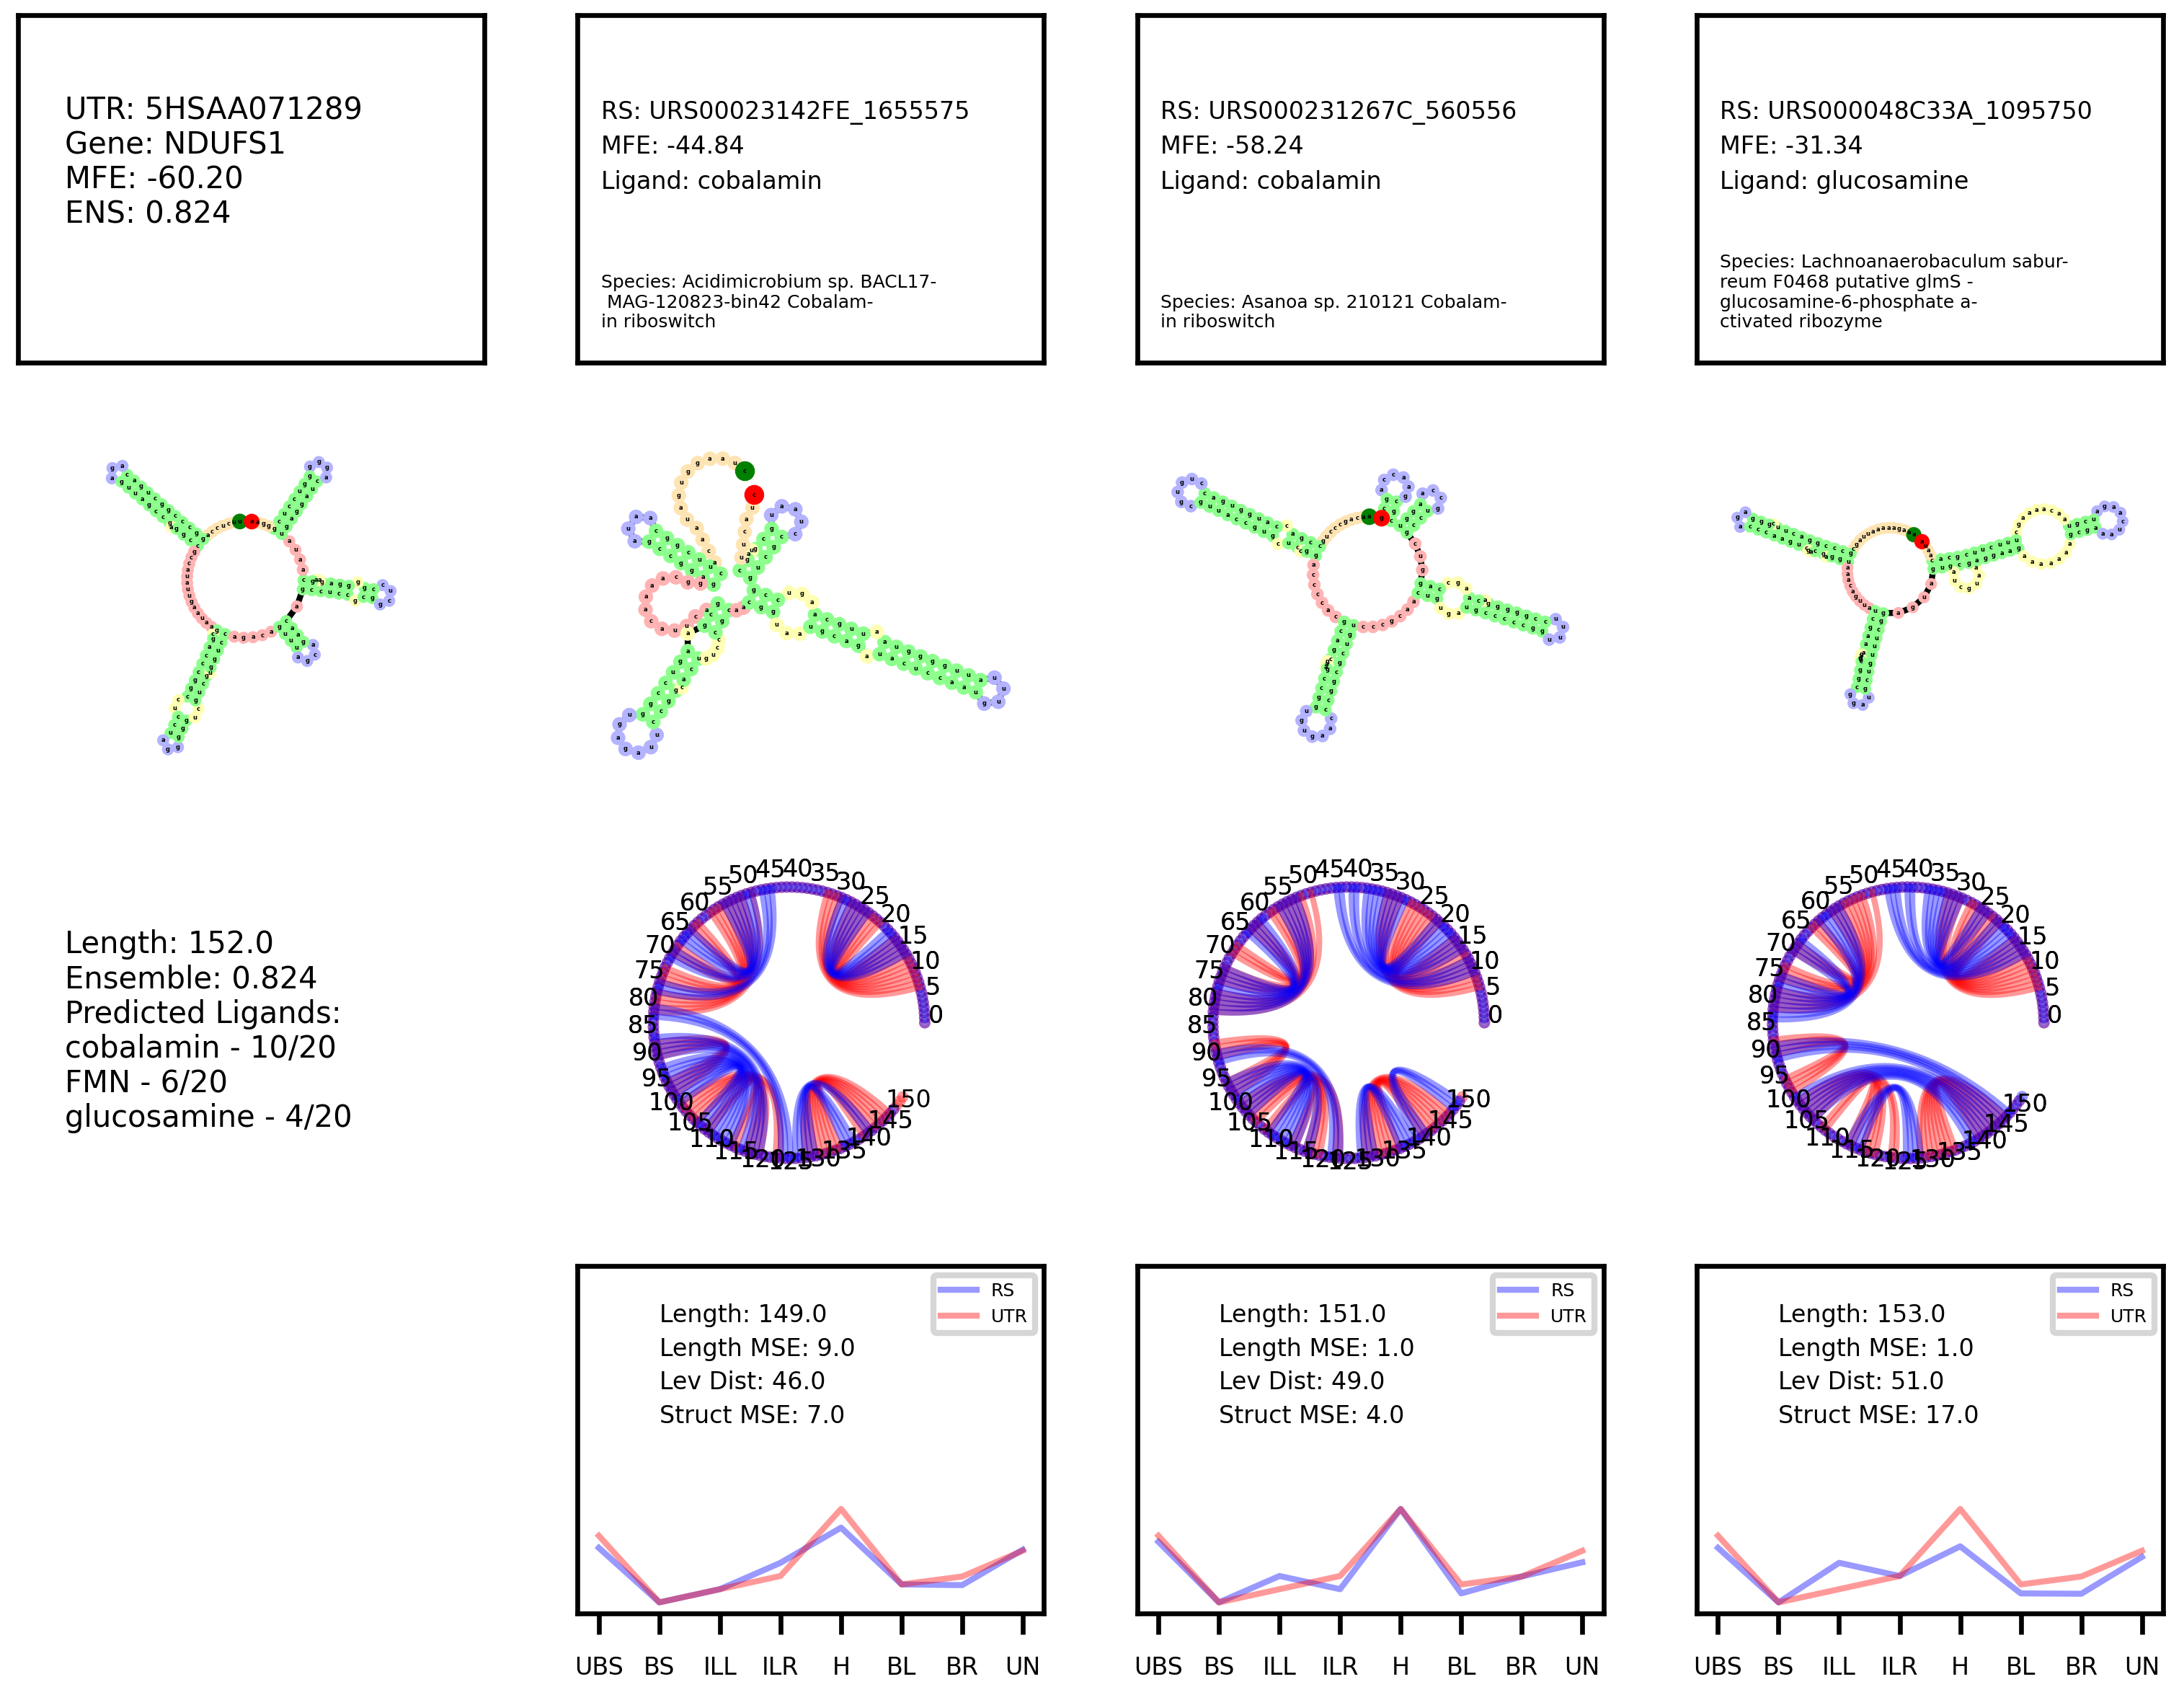 UTR: 5HSAA071289
Gene: NDUFS1
MFE: -60.20
ENS: 0.824
RS: URS00023142FE_1655575
MFE: -44.84
Ligand: cobalamin
Species: Acidimicrobium sp. BACL17-
MAG-120823-bin42 Cobalam-
in riboswitch
RS: URS000231267C_560556
MFE: -58.24
Ligand: cobalamin
Species: Asanoa sp. 210121 Cobalam-
in riboswitch
RS: URS000048C33A_1095750
MFE: -31.34
Ligand: glucosamine
Species: Lachnoanaerobaculum sabur-
reum F0468 putative glmS -
glucosamine-6-phosphate a-
ctivated ribozyme
Length: 152.0
Ensemble: 0.824
Predicted Ligands:
cobalamin - 10/20
FMN - 6/20
glucosamine - 4/20
0 5 10 15 20 25 30 35 40 45 50 55 60 65 70 75 80 85 90 95 100 105 110 115 120 125 130 135 140 145 150
0 5 10 15 20 25 30 35 40 45 50 55 60 65 70 75 80 85 90 95 100 105 110 115 120 125 130 135 140 145 150
0 5 10 15 20 25 30 35 40 45 50 55 60 65 70 75 80 85 90 95 100 105 110 115 120 125 130 135 140 145 150
RS
UTR
Length: 149.0
Length MSE: 9.0
Lev Dist: 46.0
Struct MSE: 7.0
UBS BS ILL ILR H BL BR UN
RS
UTR
Length: 151.0
Length MSE: 1.0
Lev Dist: 49.0
Struct MSE: 4.0
UBS BS ILL ILR H BL BR UN
RS
UTR
Length: 153.0
Length MSE: 1.0
Lev Dist: 51.0
Struct MSE: 17.0
UBS BS ILL ILR H BL BR UN